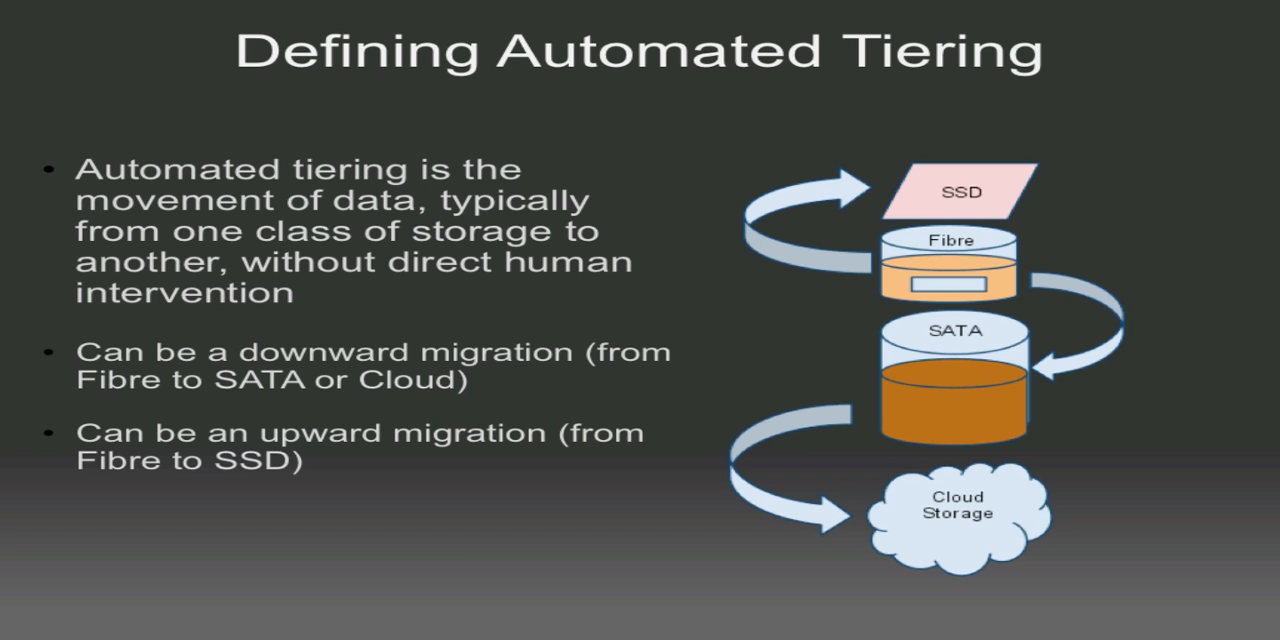 Defining Automated Tiering
• Automated tiering is the
movement of data, typically
from one class of storage to
another, without direct human
intervention
• Can be a downward migration (from
Fibre to SATA or Cloud)
• Can be an upward migration (from
Fibre to SSD)
SSD
Fibre
SATA
Cloud
Storage